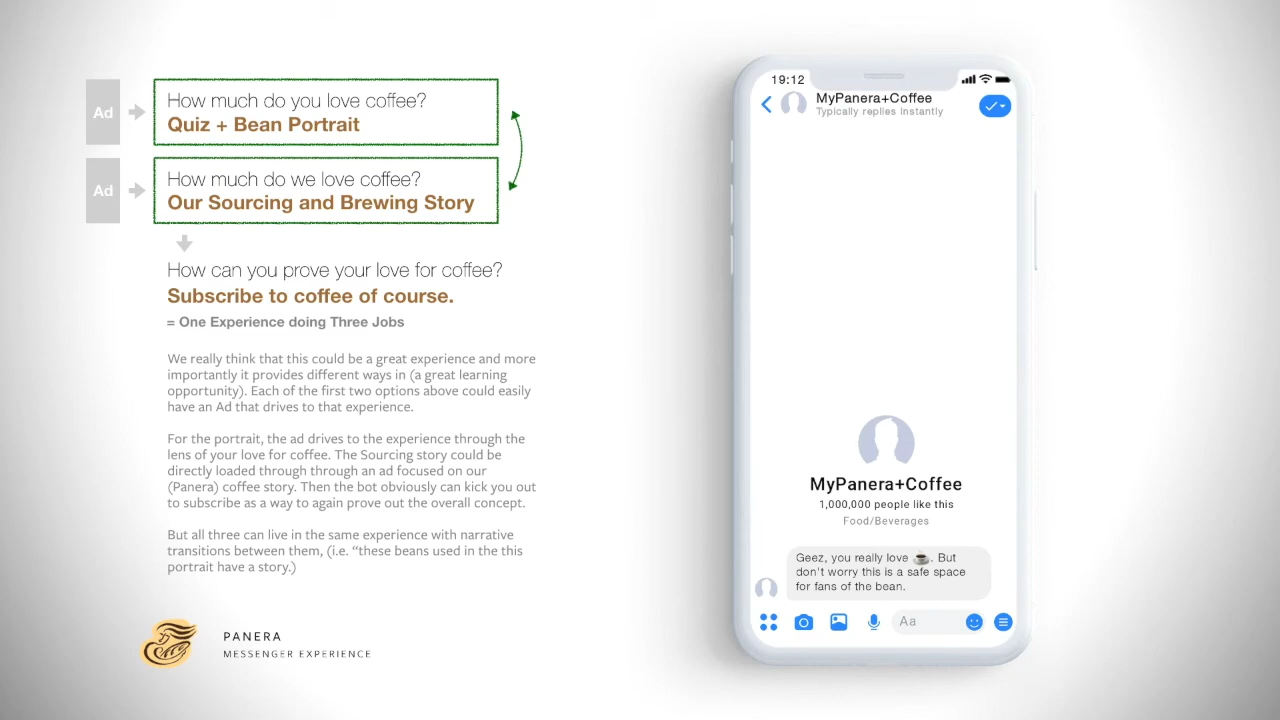 Ad
How much do you love coffee?
Quiz + Bean Portrait
Ad
How much do we love coffee?
Our Sourcing and Brewing Story
How can you prove your love for coffee?
Subscribe to coffee of course.
= One Experience doing Three Jobs
We really think that this could be a great experience and more
importantly it provides different ways in (a great learning
opportunity). Each of the first two options above could easily
have an Ad that drives to that experience.
For the portrait, the ad drives to the experience through the
lens of your love for coffee. The Sourcing story could be
directly loaded through through an ad focused on our
(Panera) coffee story. Then the bot obviously can kick you out
to subscribe as a way to again prove out the overall concept.
But all three can live in the same experience with narrative
transitions between them, (i.e. “these beans used in the this
portrait have a story.)
PANERA
MESSENGER EXPERIENCE
19:12
MyPanera+Coffee
Typically replies instantly
MyPanera+Coffee
1,000,000 people like this
Food/Beverages
Geez, you really love ☕. But
don't worry this is a safe space
for fans of the bean.
Aa